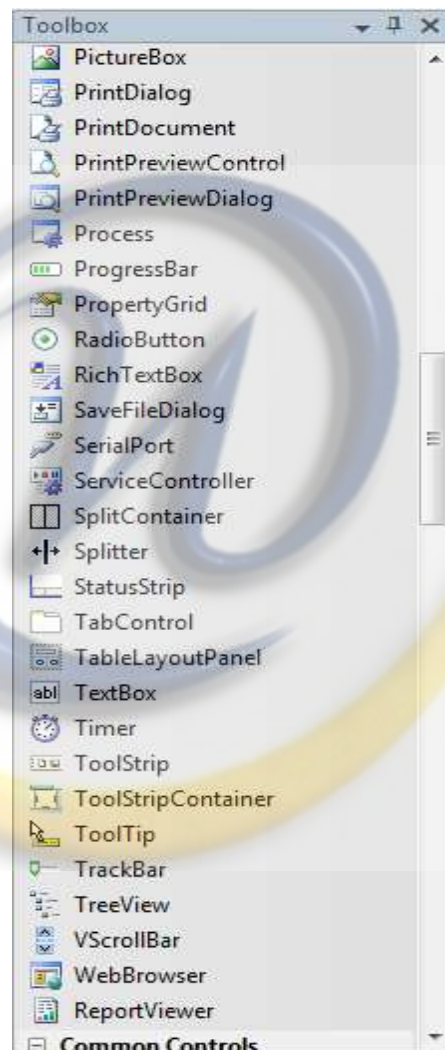 Toolbox
PictureBox
PrintDialog
PrintDocument
PrintPreviewControl
PrintPreviewDialog
Process
ProgressBar
PropertyGrid
RadioButton
RichTextBox
SaveFileDialog
SerialPort
ServiceController
SplitContainer
Splitter
StatusStrip
TabControl
TableLayoutPanel
abl TextBox
Timer
ToolStrip
ToolStripContainer
ToolTip
TrackBar
TreeView
VScrollBar
WebBrowser
ReportViewer
Common Controls